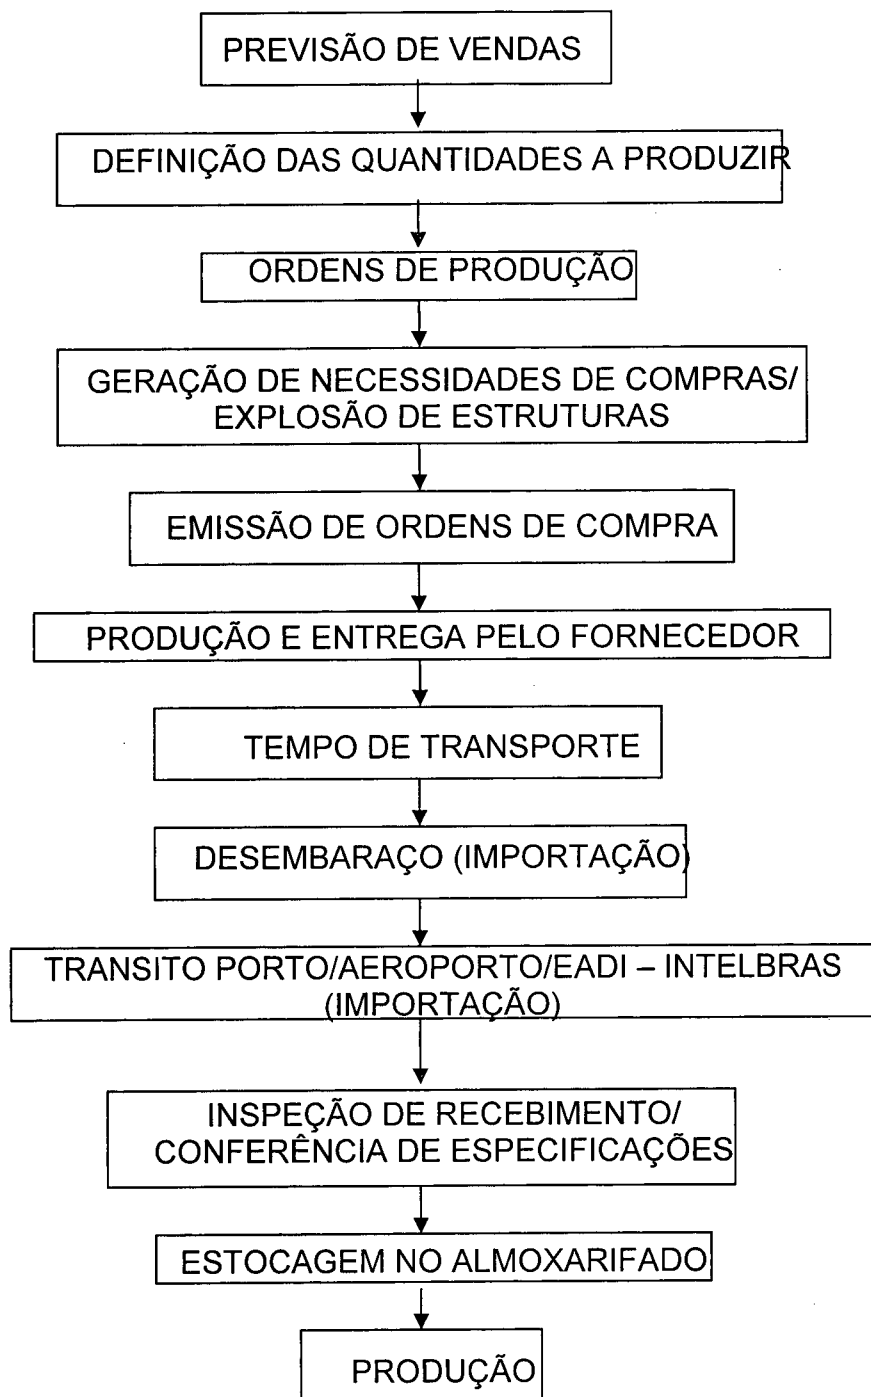 PREVISÃO DE VENDAS
DEFINIÇÃO DAS QUANTIDADES A PRODUZIR
ORDENS DE PRODUÇÃO
GERAÇÃO DE NECESSIDADES DE COMPRAS/
EXPLOSÃO DE ESTRUTURAS
EMISSÃO DE ORDENS DE COMPRA
PRODUÇÃO E ENTREGA PELO FORNECEDOR
TEMPO DE TRANSPORTE
DESEMBARAÇO (IMPORTAÇÃO)
TRANSITO PORTO/AEROPORTO/EADI – INTELBRAS
(IMPORTAÇÃO)
INSPEÇÃO DE RECEBIMENTO/
CONFERÊNCIA DE ESPECIFICAÇÕES
ESTOCAGEM NO ALMOXARIFADO
PRODUÇÃO